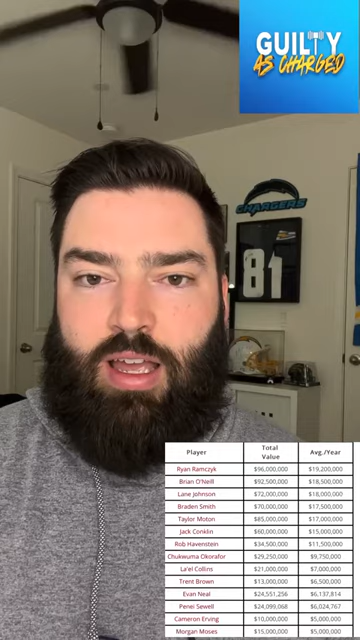 GUILTY
AS CHARGED
CHARGERS
81
Player Total Value Avg./Year
Ryan Ramczyk $96,000,000 $19,200,000
Brian O'Neill $92,500,000 $18,500,000
Lane Johnson $72,000,000 $18,000,000
Braden Smith $70,000,000 $17,500,000
Taylor Moton $85,000,000 $17,000,000
Jack Conklin $60,000,000 $15,000,000
Rob Havenstein $34,500,000 $11,500,000
Chukwuma Okorafor $29,250,000 $9,750,000
La'el Collins $21,000,000 $7,000,000
Trent Brown $13,000,000 $6,500,000
Evan Neal $24,551,256 $6,137,814
Penei Sewell $24,099,068 $6,024,767
Cameron Erving $10,000,000 $5,000,000
Morgan Moses $15,000,000 $5,000,000